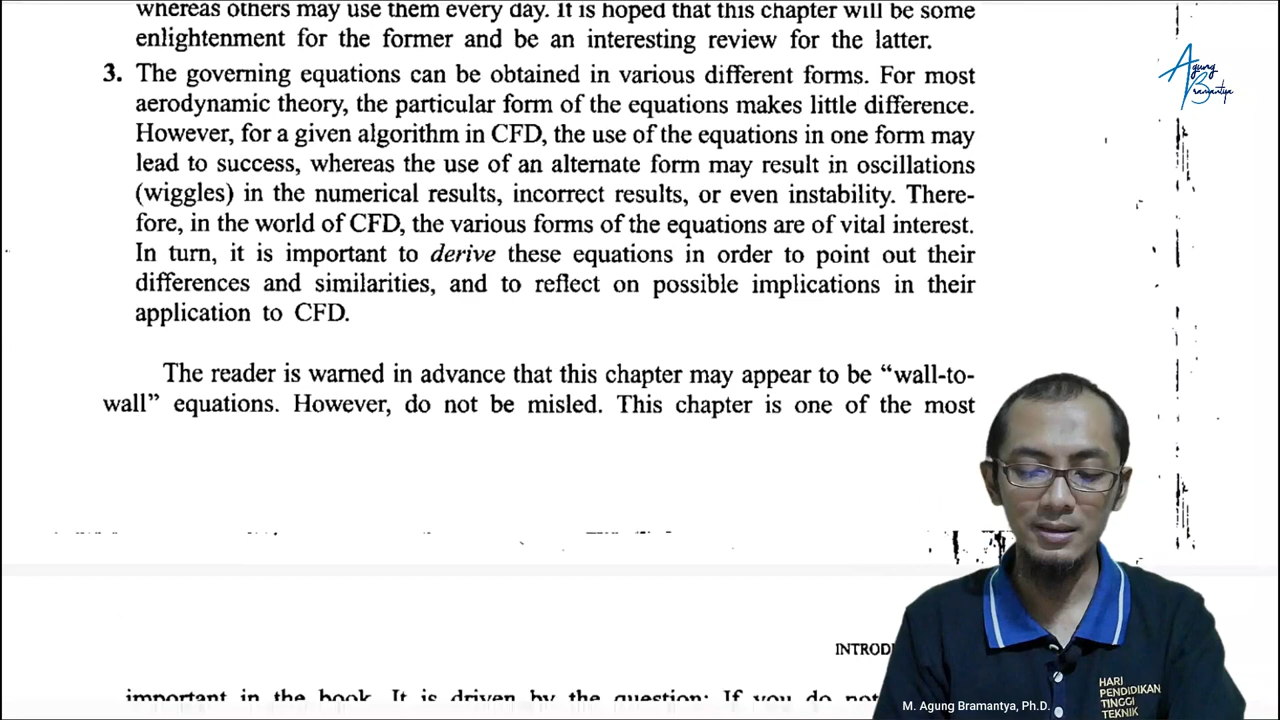 whereas others may use them every day. It is hoped that this chapter will be some
enlightenment for the former and be an interesting review for the latter.
3. The governing equations can be obtained in various different forms. For most
aerodynamic theory, the particular form of the equations makes little difference.
However, for a given algorithm in CFD, the use of the equations in one form may
lead to success, whereas the use of an alternate form may result in oscillations
(wiggles) in the numerical results, incorrect results, or even instability. There-
fore, in the world of CFD, the various forms of the equations are of vital interest.
In turn, it is important to derive these equations in order to point out their
differences and similarities, and to reflect on possible implications in their
application to CFD.
The reader is warned in advance that this chapter may appear to be “wall-to-
wall” equations. However, do not be misled. This chapter is one of the most
INTROD
important in the book. It is driven by the question: If you do not
Agung
Bramantya
HARI
PENDIDIKAN
TINGGI
TEKNIK
M. Agung Bramantya, Ph.D.